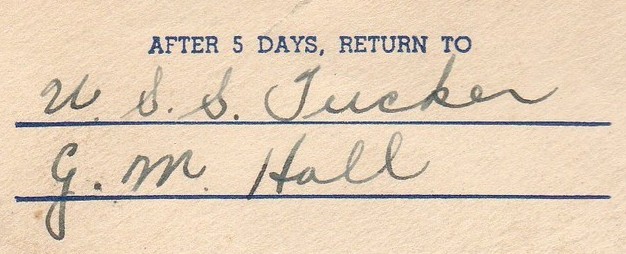 AFTER 5 DAYS, RETURN TO
U. S. S. Tucker
G. M. Hall